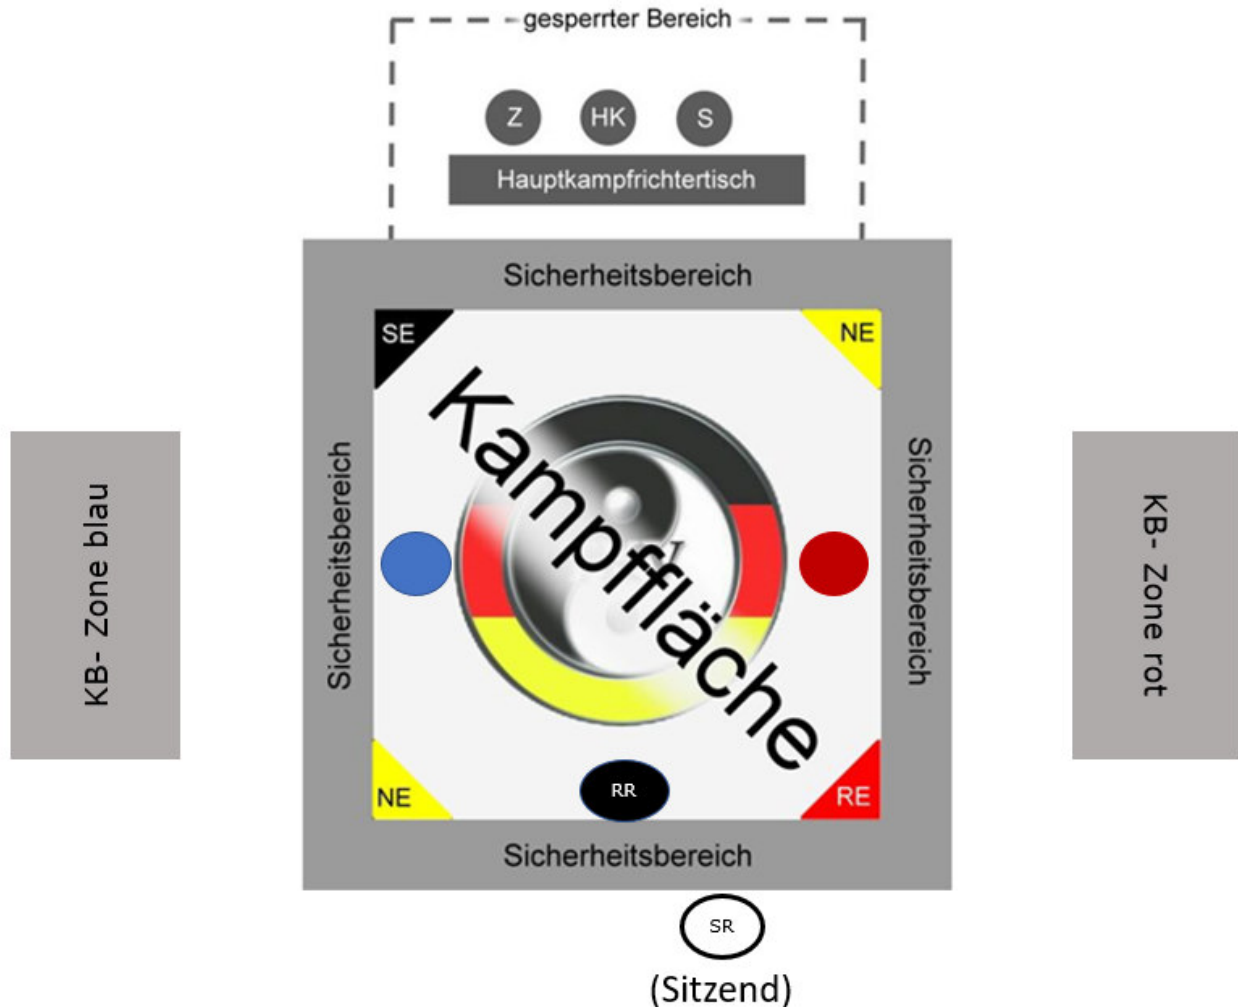 gesperrter Bereich
Z HK S
Hauptkampfrichtertisch
Sicherheitsbereich
SE
NE
Kampffläche
Sicherheitsbereich
Sicherheitsbereich
KB- Zone blau
KB- Zone rot
NE
RR
RE
Sicherheitsbereich
SR
(Sitzend)